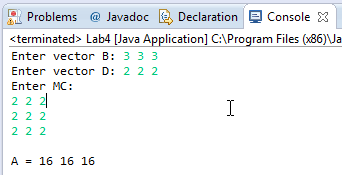 Problems @ Javadoc Declaration Console
<terminated> Lab4 [Java Application] C:\Program Files (x86)\Ja
Enter vector B: 3 3 3
Enter vector D: 2 2 2
Enter MC:
2 2 2
2 2 2
2 2 2
A = 16 16 16